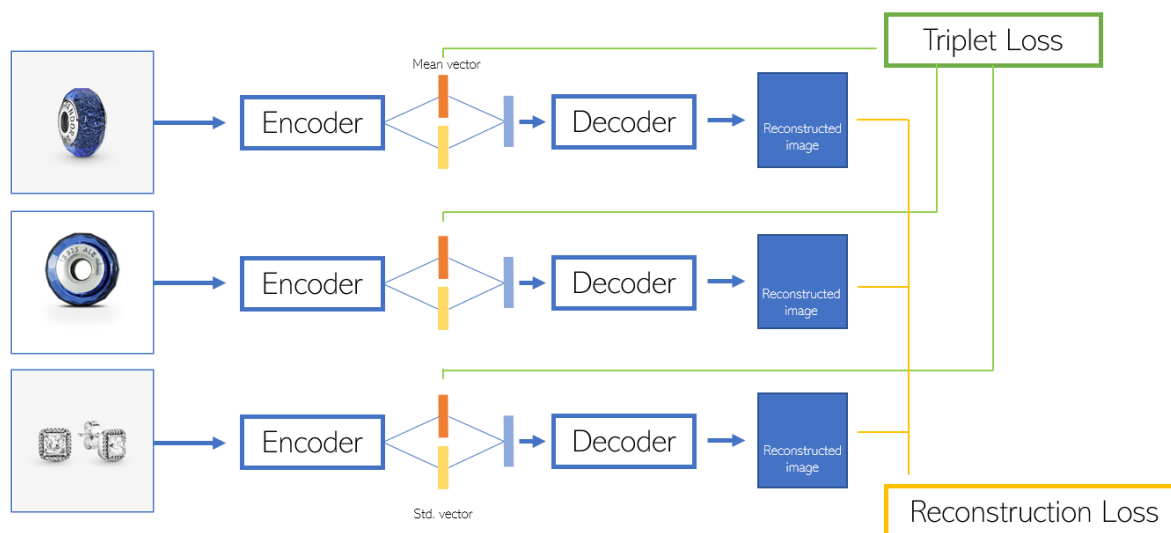 Triplet Loss
Mean vector
PANDORA
Encoder
Decoder
Reconstructed
image
Encoder
Decoder
Reconstructed
image
Encoder
Decoder
Reconstructed
image
Std. vector
Reconstruction Loss